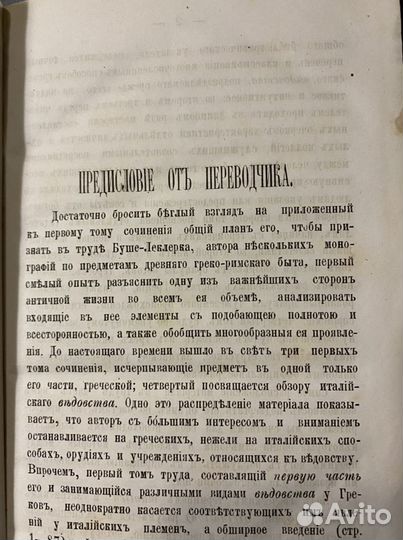 ПРЕДИСЛОВІЕ ОТЪ ПЕРЕВОДЧИКА.
Достаточно бросить бѣглый взглядъ на приложенный
къ первому тому сочиненія общій планъ его, чтобы при-
знать въ трудѣ Буше-Леклерка, автора нѣсколькихъ моно-
графій по предметамъ древняго греко-римскаго быта, первый
смѣлый опытъ разъяснить одну изъ важнѣйшихъ сторонъ
античной жизни во всемъ ея объемѣ, анализировать
входящіе въ нее элементы съ подобающею полнотою и
всесторонностью, а также обобщить многообразныя ея проявле-
нія. До настоящаго времени вышло въ свѣтъ три первыхъ
тома сочиненія, исчерпывающіе предметъ въ одной только
его части, греческой; четвертый посвящается обзору италій-
скаго вѣдовства. Одно это распредѣленіе матеріала показы-
ваетъ, что авторъ съ бо́льшимъ интересомъ и вниманіемъ
останавливается на греческихъ, нежели на италійскихъ спо-
собахъ, орудіяхъ и учрежденіяхъ, относящихся къ вѣдовству.
Впрочемъ, первый томъ труда, составляющій первую часть
его и занимающійся различными видами вѣдовства у Гре-
ковъ, неоднократно касается соотвѣтствующихъ
ній у италійскихъ племенъ, а обширное введеніе (стр.
Avito